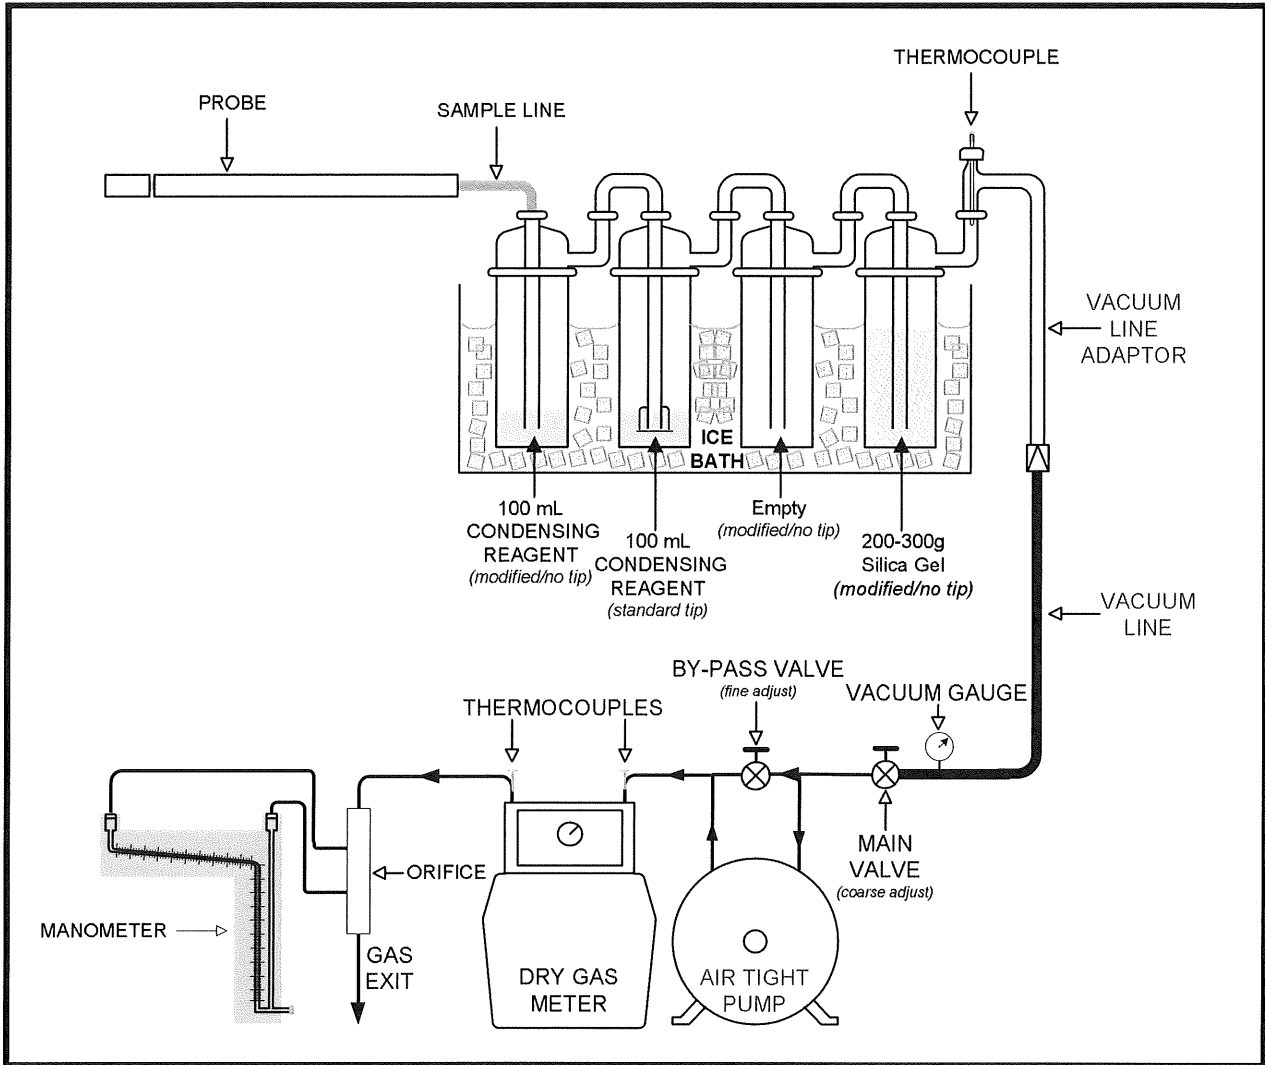 THERMOCOUPLE
PROBE
SAMPLE LINE
VACUUM
LINE
ADAPTOR
ICE
BATH
100 mL
CONDENSING
REAGENT
(modified/no tip)
100 mL
CONDENSING
REAGENT
(standard tip)
Empty
(modified/no tip)
200-300g
Silica Gel
(modified/no tip)
VACUUM
LINE
BY-PASS VALVE
(fine adjust)
VACUUM GAUGE
THERMOCOUPLES
MAIN
VALVE
(coarse adjust)
ORIFICE
MANOMETER
GAS
EXIT
DRY GAS
METER
AIR TIGHT
PUMP